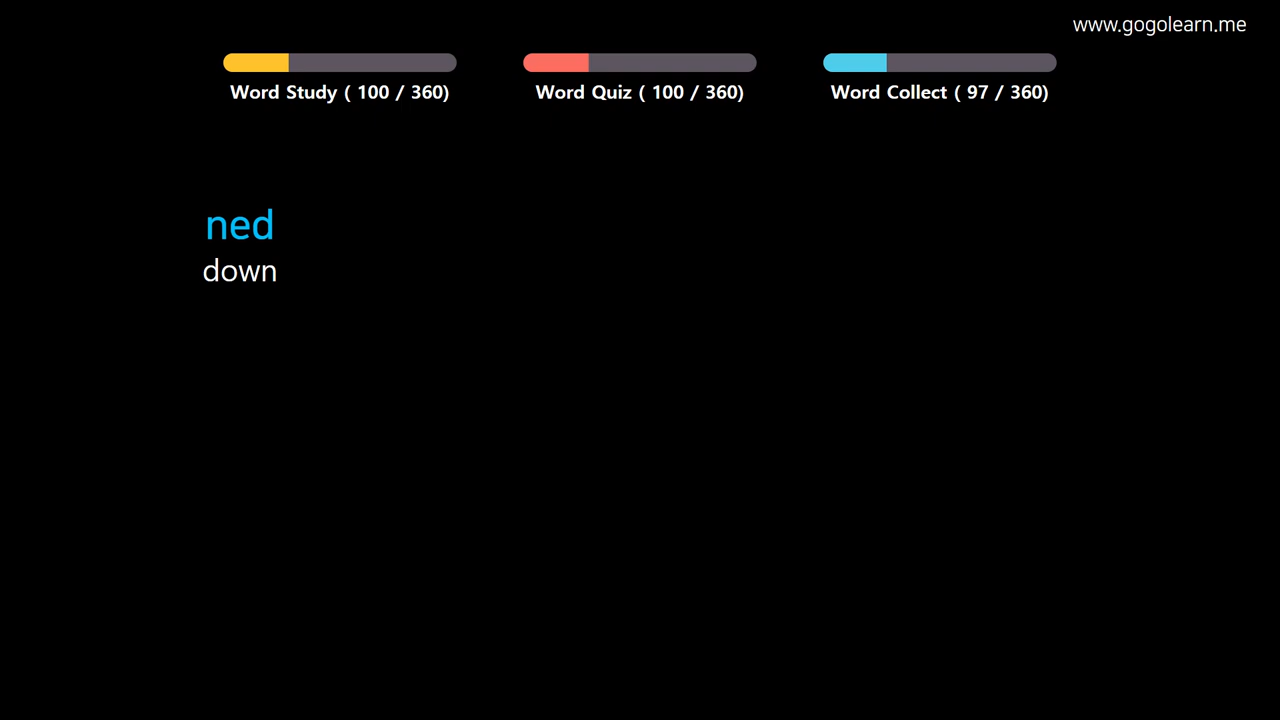 www.gogolearn.me
Word Study ( 100 / 360)
Word Quiz ( 100 / 360)
Word Collect ( 97 / 360)
ned
down